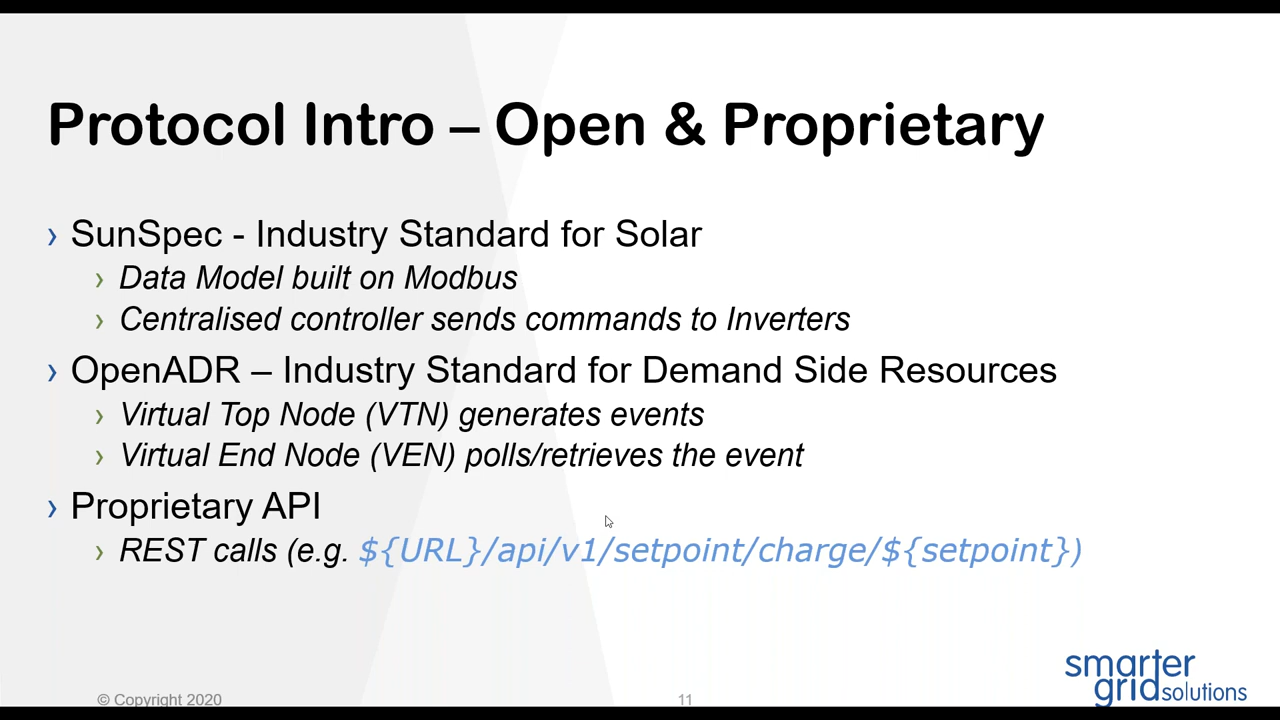 Protocol Intro – Open & Proprietary
› SunSpec - Industry Standard for Solar
› Data Model built on Modbus
› Centralised controller sends commands to Inverters
› OpenADR – Industry Standard for Demand Side Resources
› Virtual Top Node (VTN) generates events
› Virtual End Node (VEN) polls/retrieves the event
› Proprietary API
› REST calls (e.g. ${URL}/api/v1/setpoint/charge/${setpoint})
smarter
gridsolutions
© Copyright 2020
11